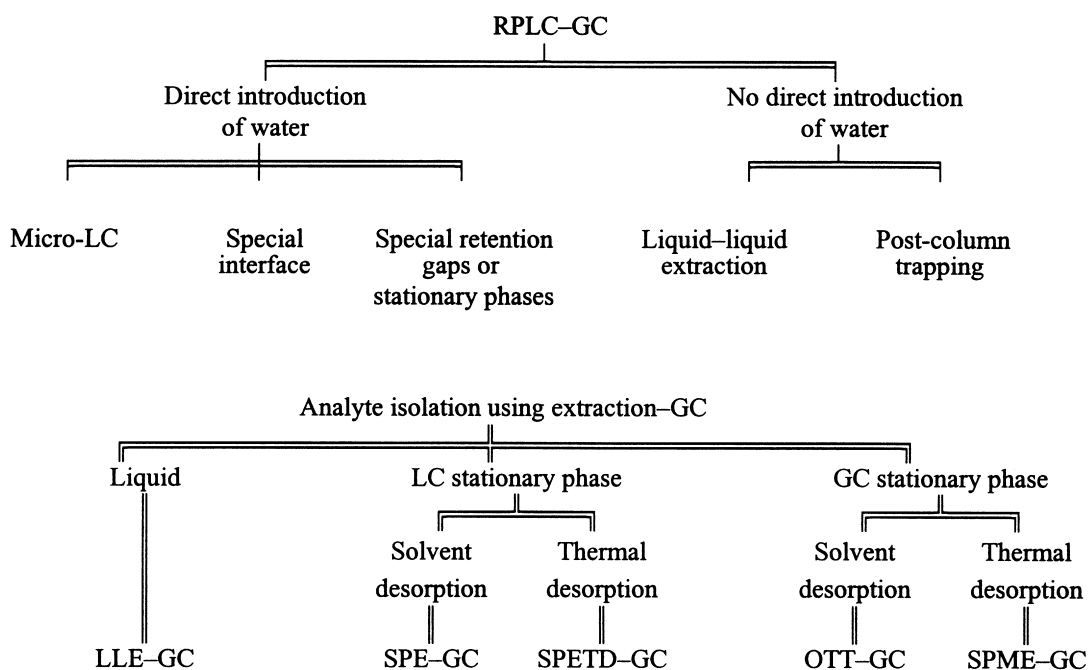 RPLC–GC
Direct introduction
of water
No direct introduction
of water
Micro-LC
Special
interface
Special retention
gaps or
stationary phases
Liquid–liquid
extraction
Post-column
trapping
Analyte isolation using extraction–GC
Liquid
LC stationary phase
GC stationary phase
Solvent
desorption
Thermal
desorption
Solvent
desorption
Thermal
desorption
LLE–GC
SPE–GC
SPETD–GC
OTT–GC
SPME–GC